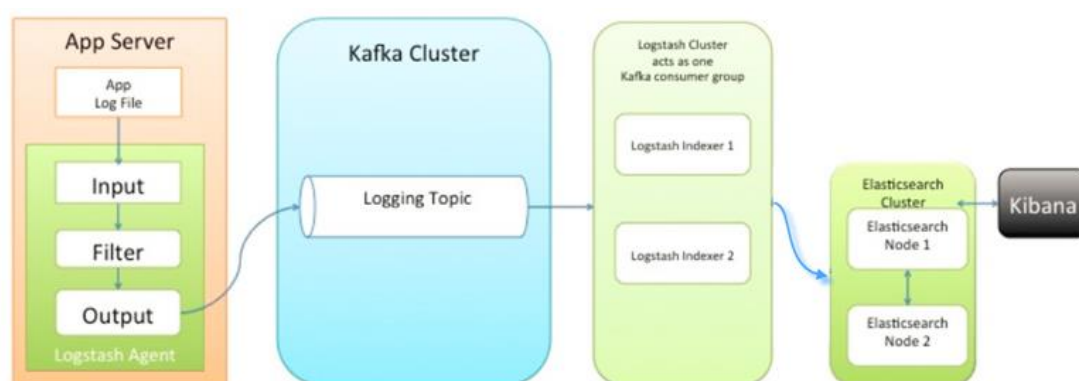 App Server
App
Log File
Input
Filter
Output
Logstash Agent
Kafka Cluster
Logging Topic
Logstash Cluster
acts as one
Kafka consumer group
Logstash Indexer 1
Logstash Indexer 2
Elasticsearch
Cluster
Elasticsearch
Node 1
Elasticsearch
Node 2
Kibana